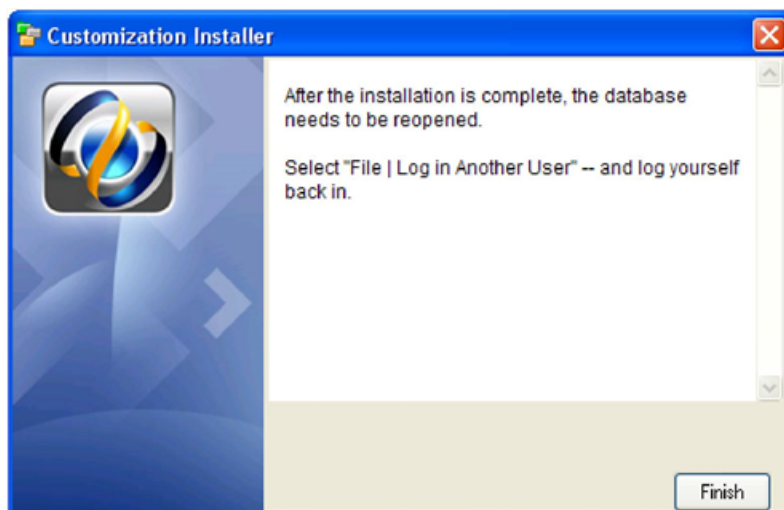 Customization Installer
After the installation is complete, the database
needs to be reopened.
Select "File | Log in Another User" -- and log yourself
back in.
Finish